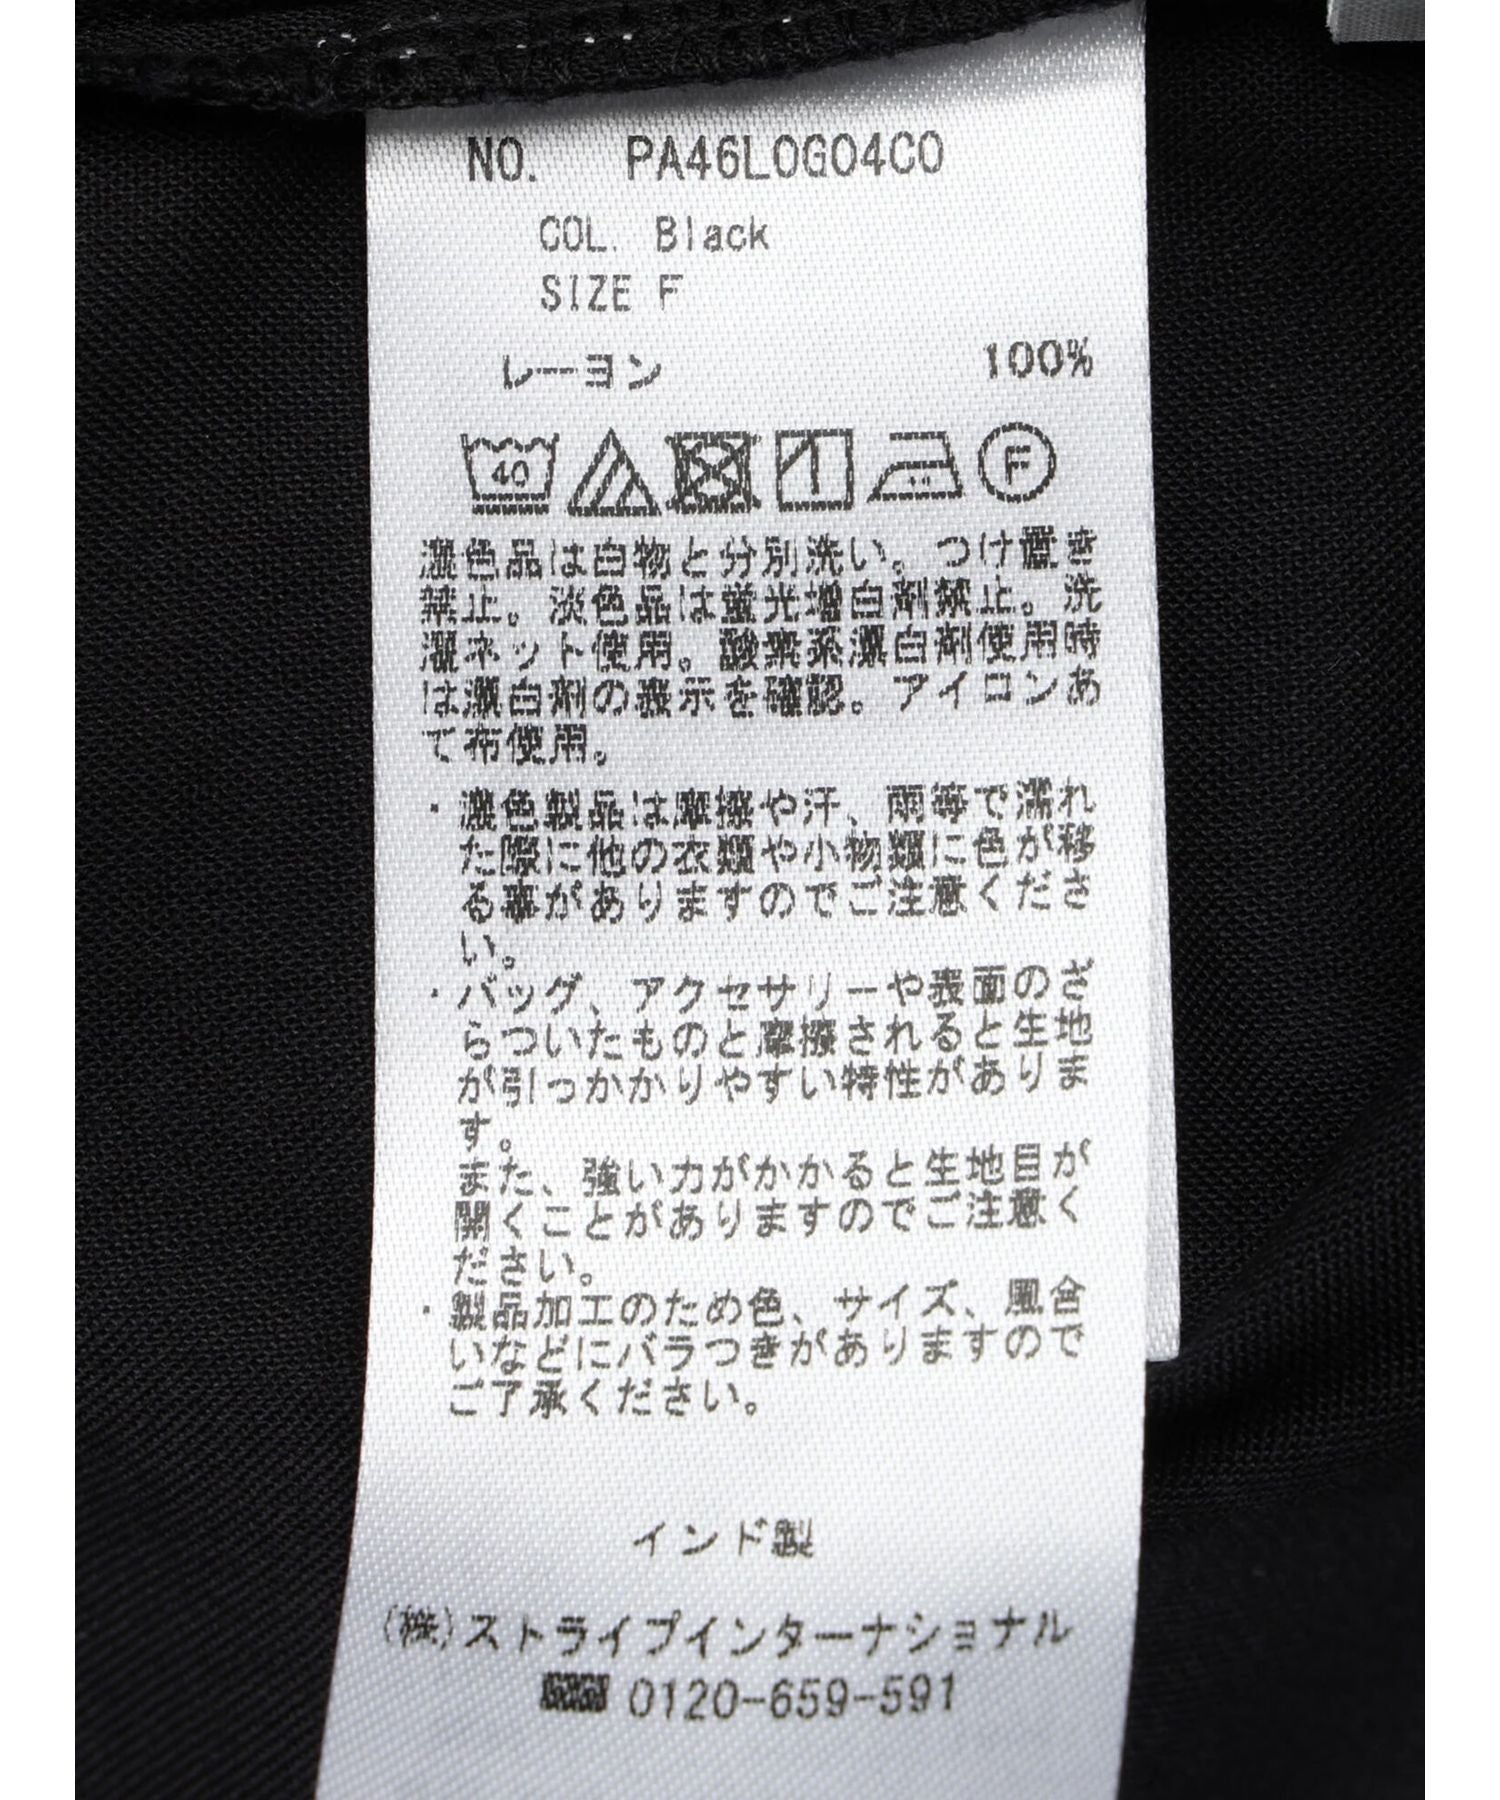 NO. PA46L0G04C0
COL. Black
SIZE F
レーヨン 100%
40
F
濃色品は白物と分別洗い。つけ置き
禁止。淡色品は蛍光増白剤禁止。洗
濯ネット使用。酸素系漂白剤使用時
は漂白剤の表示を確認。アイロンあ
て布使用。
・濃色製品は摩擦や汗、雨等で濡れ
た際に他の衣類や小物類に色が移
る事がありますのでご注意くださ
い。
・バッグ、アクセサリーや表面のざ
らついたものと摩擦されると生地
が引っかかりやすい特性がありま
す。
また、強い力がかかると生地目が
開くことがありますのでご注意く
ださい。
・製品加工のため色、サイズ、風合
いなどにバラつきがありますので
ご了承ください。
インド製
(株)ストライプインターナショナル
0120-659-591